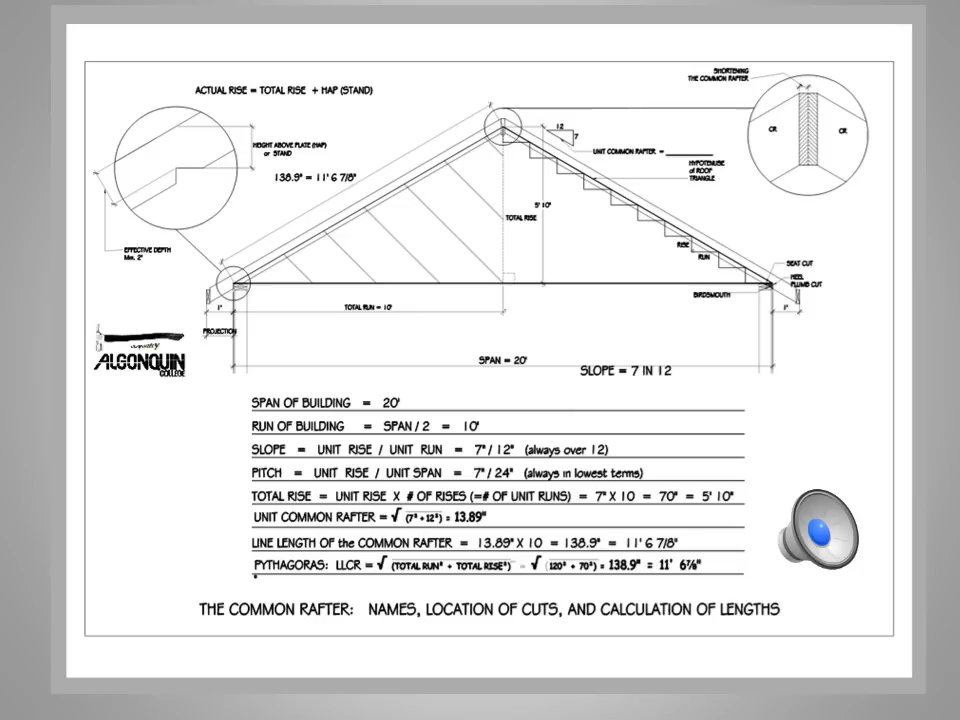 SHORTENING
THE COMMON RAFTER
ACTUAL RISE = TOTAL RISE + HAP (STAND)
12
7
CR
CR
HEIGHT ABOVE PLATE (HAP)
or STAND
UNIT COMMON RAFTER = ________
HYPOTENUSE
of ROOF
TRIANGLE
138.9" = 11' 6 7/8"
5' 10"
TOTAL RISE
EFFECTIVE DEPTH
Min. 2"
RISE
RUN
SEAT CUT
HEEL
PLUMB CUT
BIRDSMOUTH
1'
TOTAL RUN = 10'
1'
PROJECTION
ALGONQUIN
COLLEGE
SPAN = 20'
SLOPE = 7 IN 12
SPAN OF BUILDING = 20'
RUN OF BUILDING = SPAN / 2 = 10'
SLOPE = UNIT RISE / UNIT RUN = 7" / 12" (always over 12)
PITCH = UNIT RISE / UNIT SPAN = 7" / 24" (always in lowest terms)
TOTAL RISE = UNIT RISE X # OF RISES (=# OF UNIT RUNS) = 7" X 10 = 70" = 5' 10"
UNIT COMMON RAFTER = √ (7² + 12²) = 13.89"
LINE LENGTH OF the COMMON RAFTER = 13.89" X 10 = 138.9" = 11' 6 7/8"
PYTHAGORAS: LLCR = √ (TOTAL RUN² + TOTAL RISE²) = √ (120² + 70²) = 138.9" = 11' 6⅞"
THE COMMON RAFTER: NAMES, LOCATION OF CUTS, AND CALCULATION OF LENGTHS